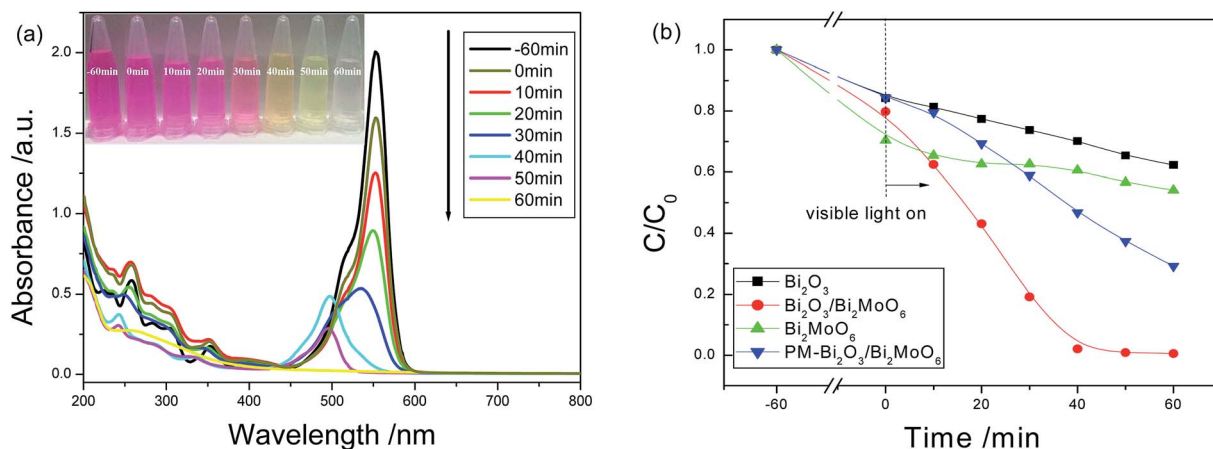 (a)
2.0
1.5
1.0
0.5
0.0
Absorbance /a.u.
200 300 400 500 600 700 800
Wavelength /nm
-60min 0min 10min 20min 30min 40min 50min 60min
-60min
0min
10min
20min
30min
40min
50min
60min
(b)
1.0
0.8
0.6
0.4
0.2
0.0
C/C₀
visible light on
Bi₂O₃
Bi₂O₃/Bi₂MoO₆
Bi₂MoO₆
PM-Bi₂O₃/Bi₂MoO₆
-60 0 20 40 60
Time /min